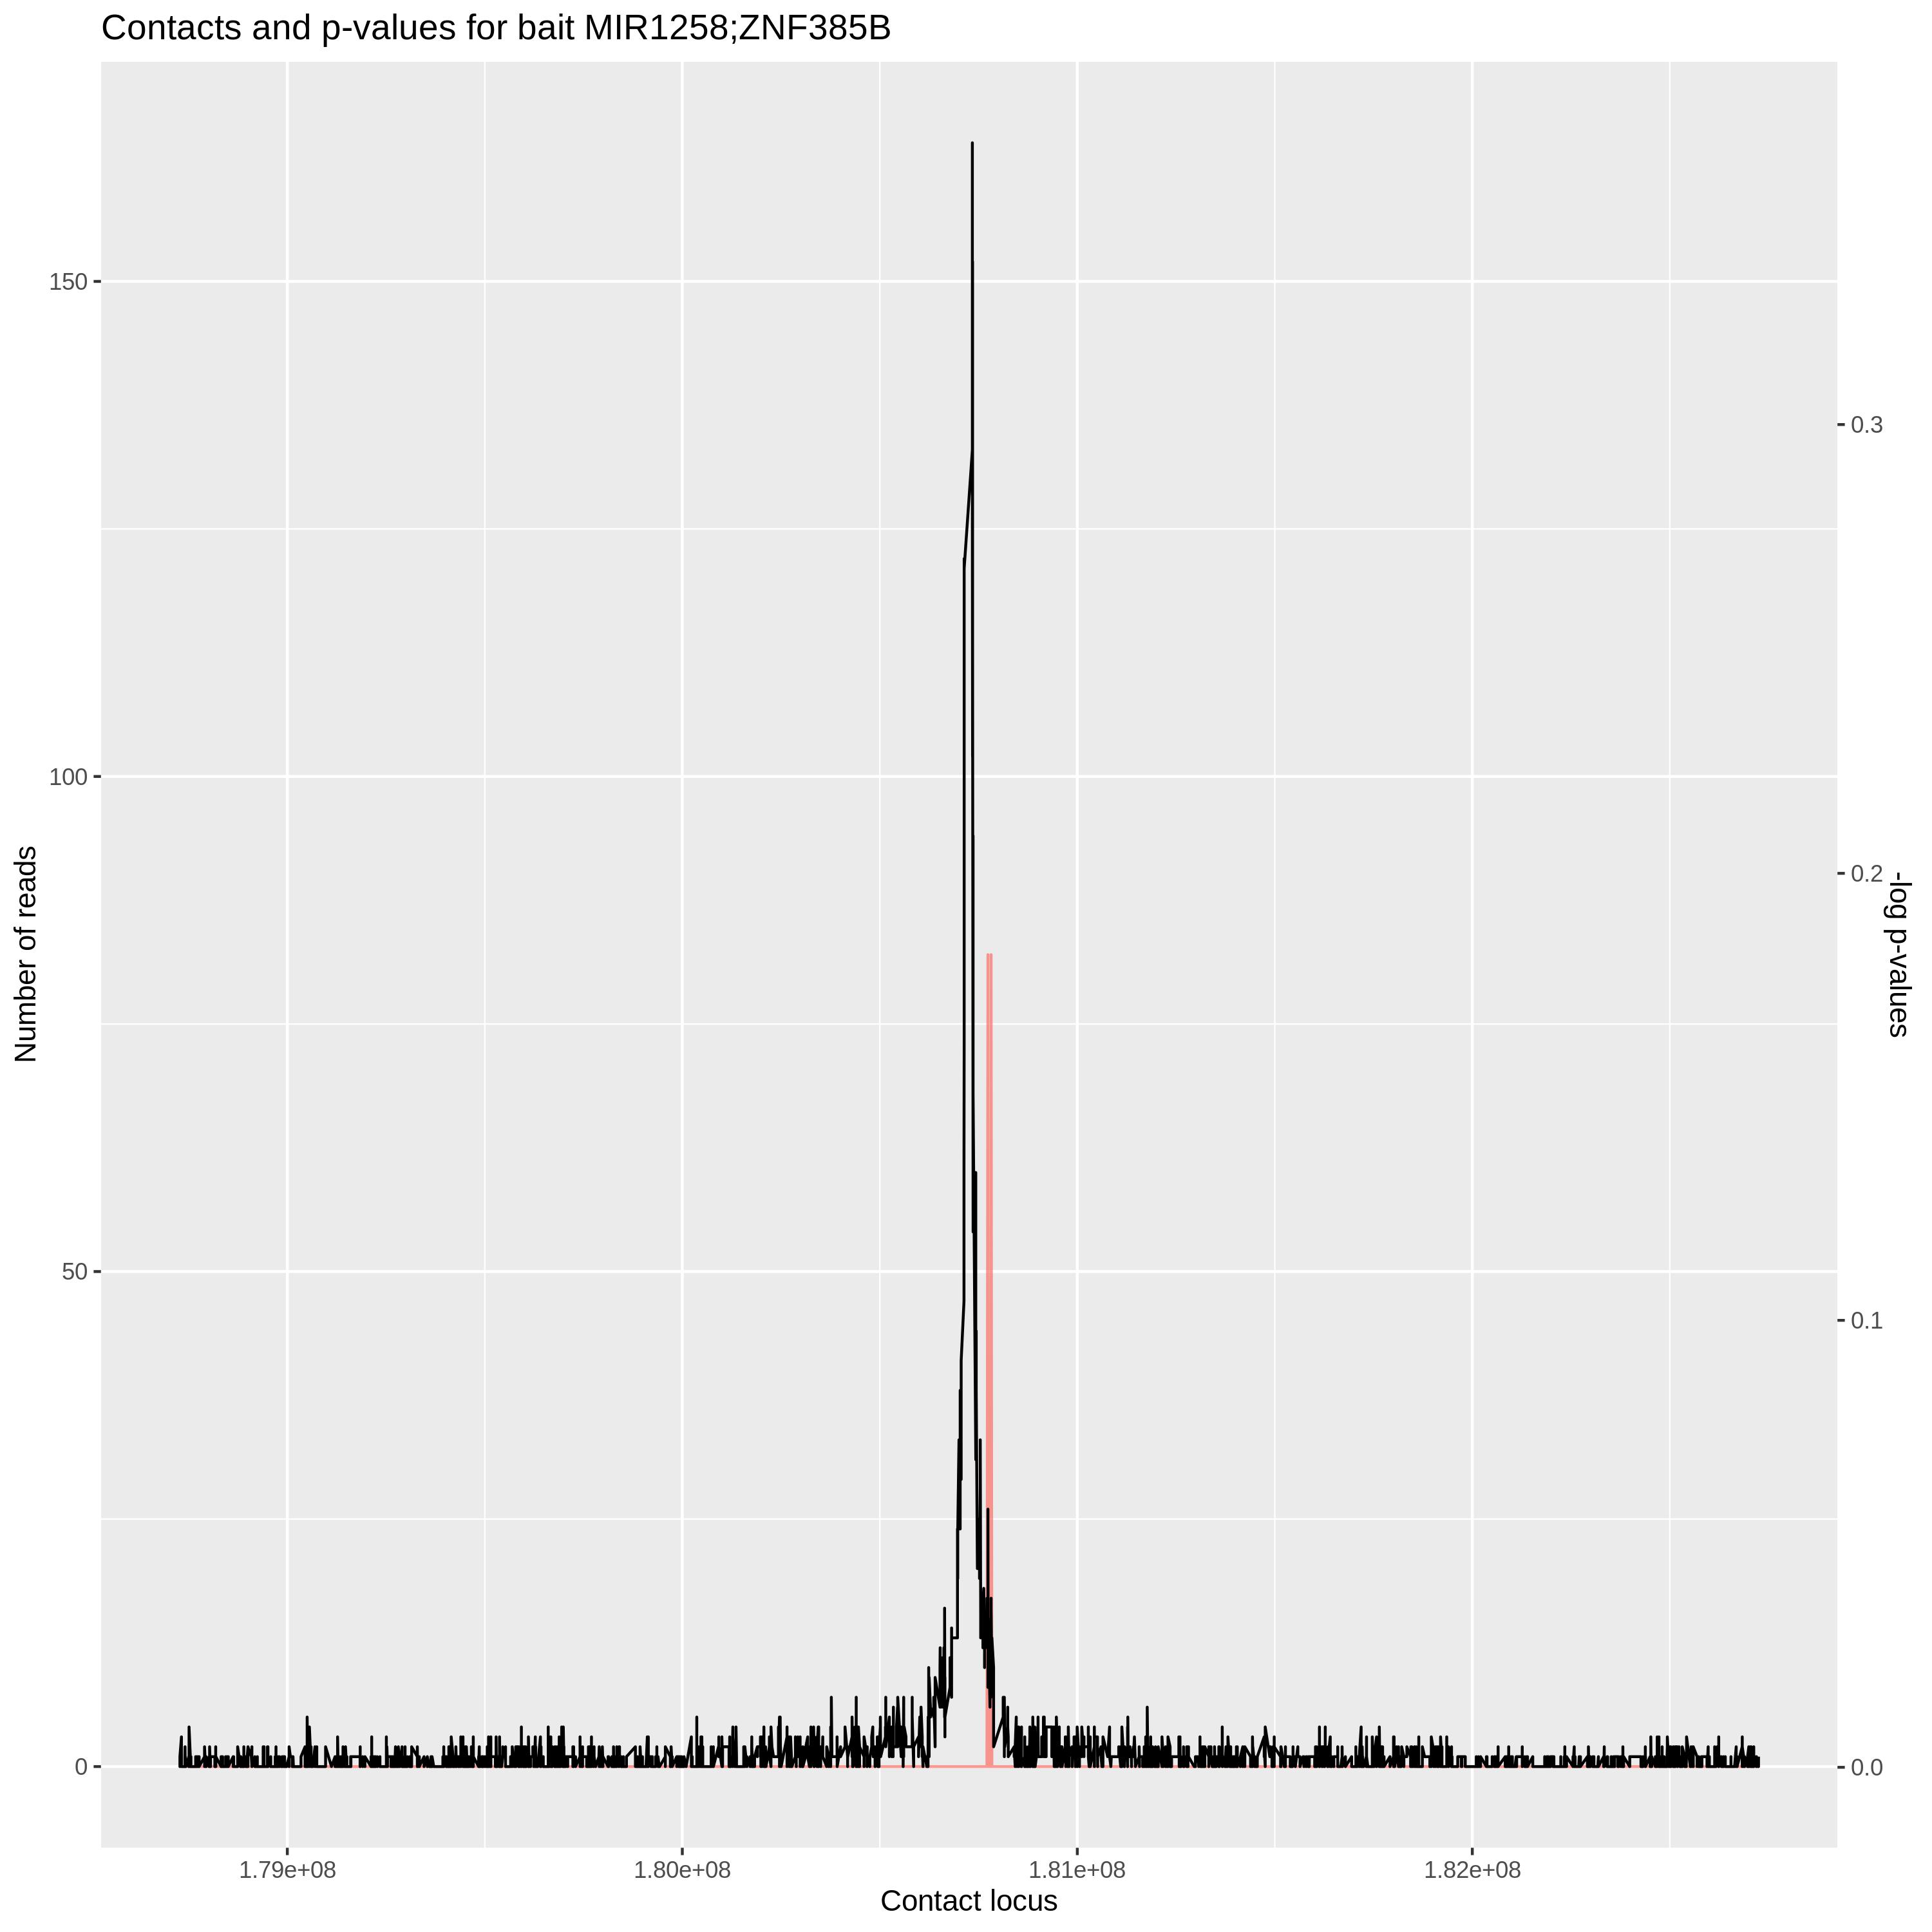 Contacts and p-values for bait MIR1258;ZNF385B
150
100
50
0
Number of reads
0.3
0.2
0.1
0.0
-log p-values
1.79e+08
1.80e+08
1.81e+08
1.82e+08
Contact locus